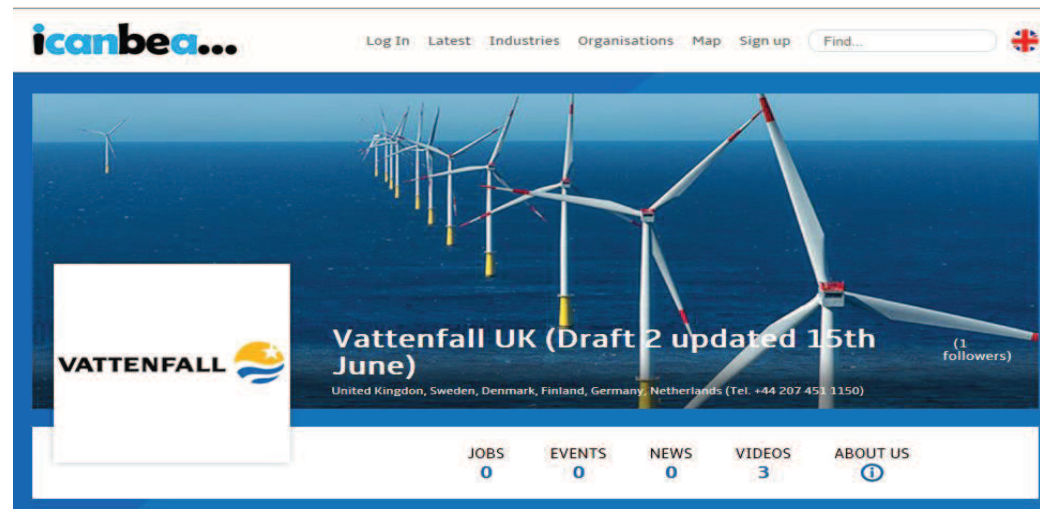 icanbea...
Log In Latest Industries Organisations Map Sign up Find...
Vattenfall UK (Draft 2 updated 15th
June)
(1
followers)
United Kingdon, Sweden, Denmark, Finland, Germany, Netherlands (Tel. +44 207 451 1150)
VATTENFALL
JOBS EVENTS NEWS VIDEOS ABOUT US
0 0 0 3